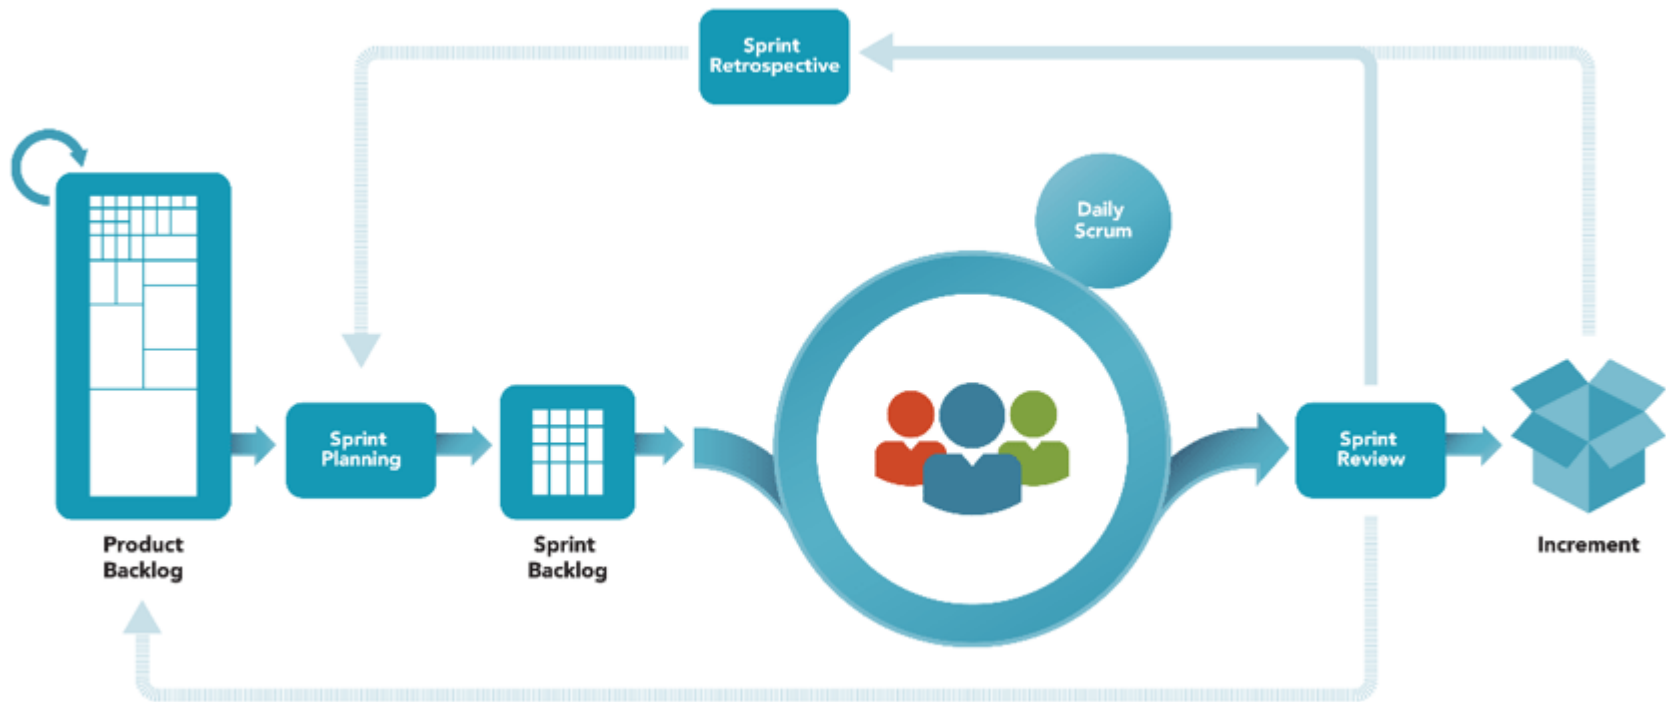 Sprint
Retrospective
Daily
Scrum
Sprint
Planning
Sprint
Review
Product
Backlog
Sprint
Backlog
Increment